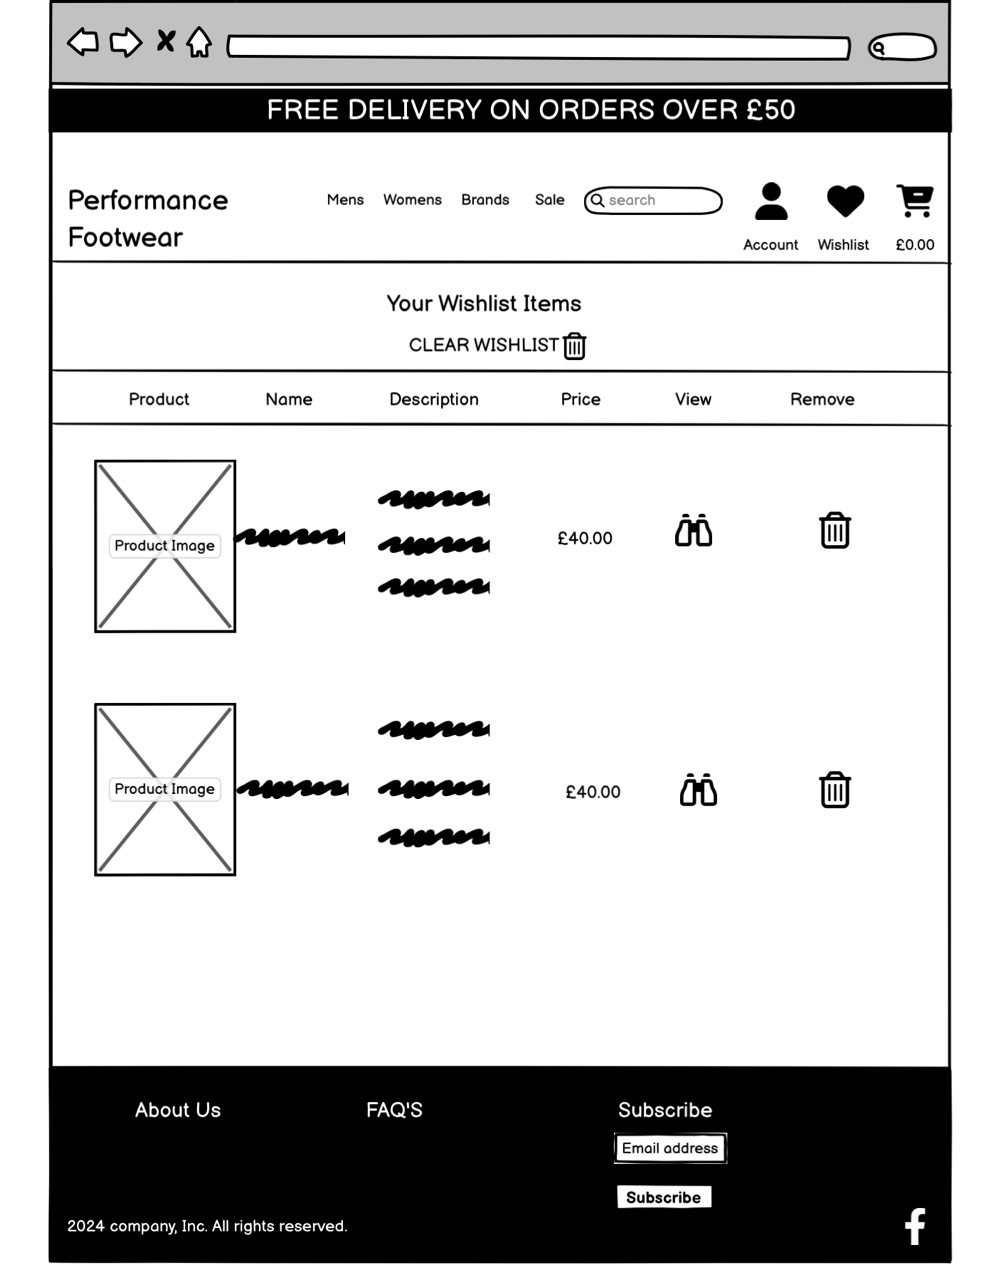 FREE DELIVERY ON ORDERS OVER £50
Performance
Footwear
Mens Womens Brands Sale search
Account Wishlist £0.00
Your Wishlist Items
CLEAR WISHLIST
Product Name Description Price View Remove
Product Image £40.00
Product Image £40.00
About Us FAQ'S Subscribe
Email address
Subscribe
2024 company, Inc. All rights reserved.